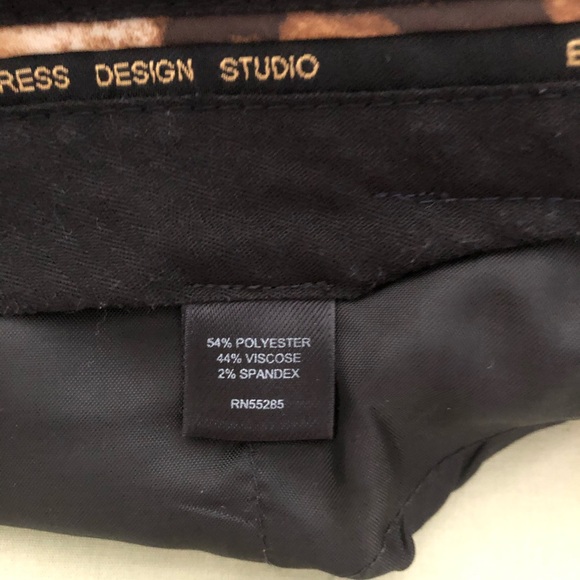 RESS DESIGN STUDIO E
54% POLYESTER
44% VISCOSE
2% SPANDEX
RN55285